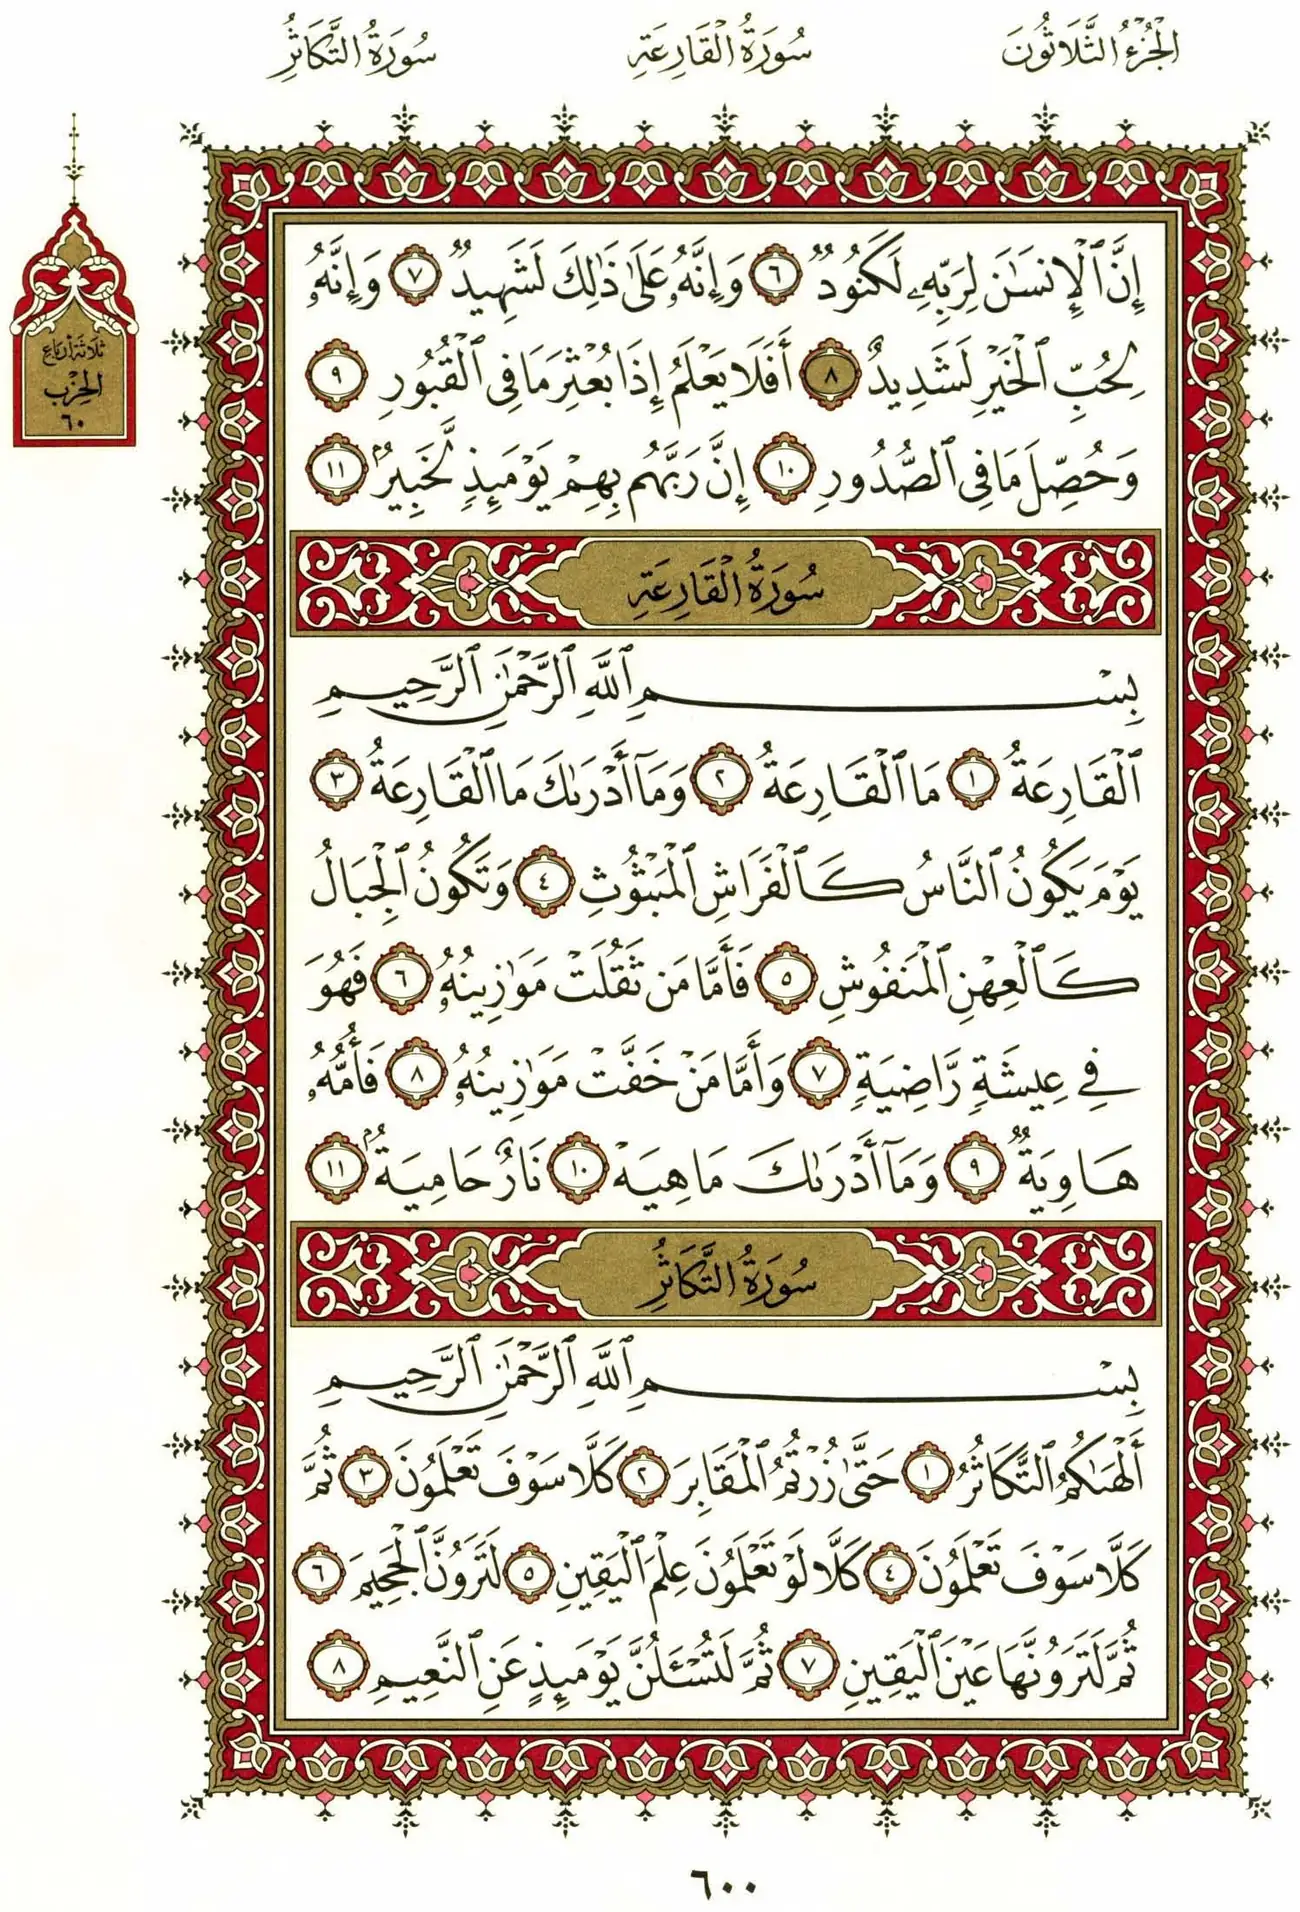 الجزء الثلاثون
سورة القارعة
سورة التكاثر
ثلاثة أرباع
الحزب
٦٠
إِنَّ ٱلْإِنسَٰنَ لِرَبِّهِۦ لَكَنُودٌ ٦ وَإِنَّهُۥ عَلَىٰ ذَٰلِكَ لَشَهِيدٌ ٧ وَإِنَّهُۥ
لِحُبِّ ٱلْخَيْرِ لَشَدِيدٌ ٨ أَفَلَا يَعْلَمُ إِذَا بُعْثِرَ مَا فِى ٱلْقُبُورِ ٩
وَحُصِّلَ مَا فِى ٱلصُّدُورِ ١٠ إِنَّ رَبَّهُم بِهِمْ يَوْمَئِذٍ لَّخَبِيرٌۢ ١١
سُورَةُ الْقَارِعَةِ
بِسْمِ ٱللَّهِ ٱلرَّحْمَٰنِ ٱلرَّحِيمِ
ٱلْقَارِعَةُ ١ مَا ٱلْقَارِعَةُ ٢ وَمَآ أَدْرَىٰكَ مَا ٱلْقَارِعَةُ ٣
يَوْمَ يَكُونُ ٱلنَّاسُ كَٱلْفَرَاشِ ٱلْمَبْثُوثِ ٤ وَتَكُونُ ٱلْجِبَالُ
كَٱلْعِهْنِ ٱلْمَنفُوشِ ٥ فَأَمَّا مَن ثَقُلَتْ مَوَٰزِينُهُۥ ٦ فَهُوَ
فِى عِيشَةٍ رَّاضِيَةٍ ٧ وَأَمَّا مَنْ خَفَّتْ مَوَٰزِينُهُۥ ٨ فَأُمُّهُۥ
هَاوِيَةٌ ٩ وَمَآ أَدْرَىٰكَ مَا هِيَهْ ١٠ نَارٌ حَامِيَةٌۢ ١١
سُورَةُ التَّكَاثُرِ
بِسْمِ ٱللَّهِ ٱلرَّحْمَٰنِ ٱلرَّحِيمِ
أَلْهَىٰكُمُ ٱلتَّكَاثُرُ ١ حَتَّىٰ زُرْتُمُ ٱلْمَقَابِرَ ٢ كَلَّا سَوْفَ تَعْلَمُونَ ٣ ثُمَّ
كَلَّا سَوْفَ تَعْلَمُونَ ٤ كَلَّا لَوْ تَعْلَمُونَ عِلْمَ ٱلْيَقِينِ ٥ لَتَرَوُنَّ ٱلْجَحِيمَ ٦
ثُمَّ لَتَرَوُنَّهَا عَيْنَ ٱلْيَقِينِ ٧ ثُمَّ لَتُسْـَٔلُنَّ يَوْمَئِذٍ عَنِ ٱلنَّعِيمِ ٨
٦٠٠